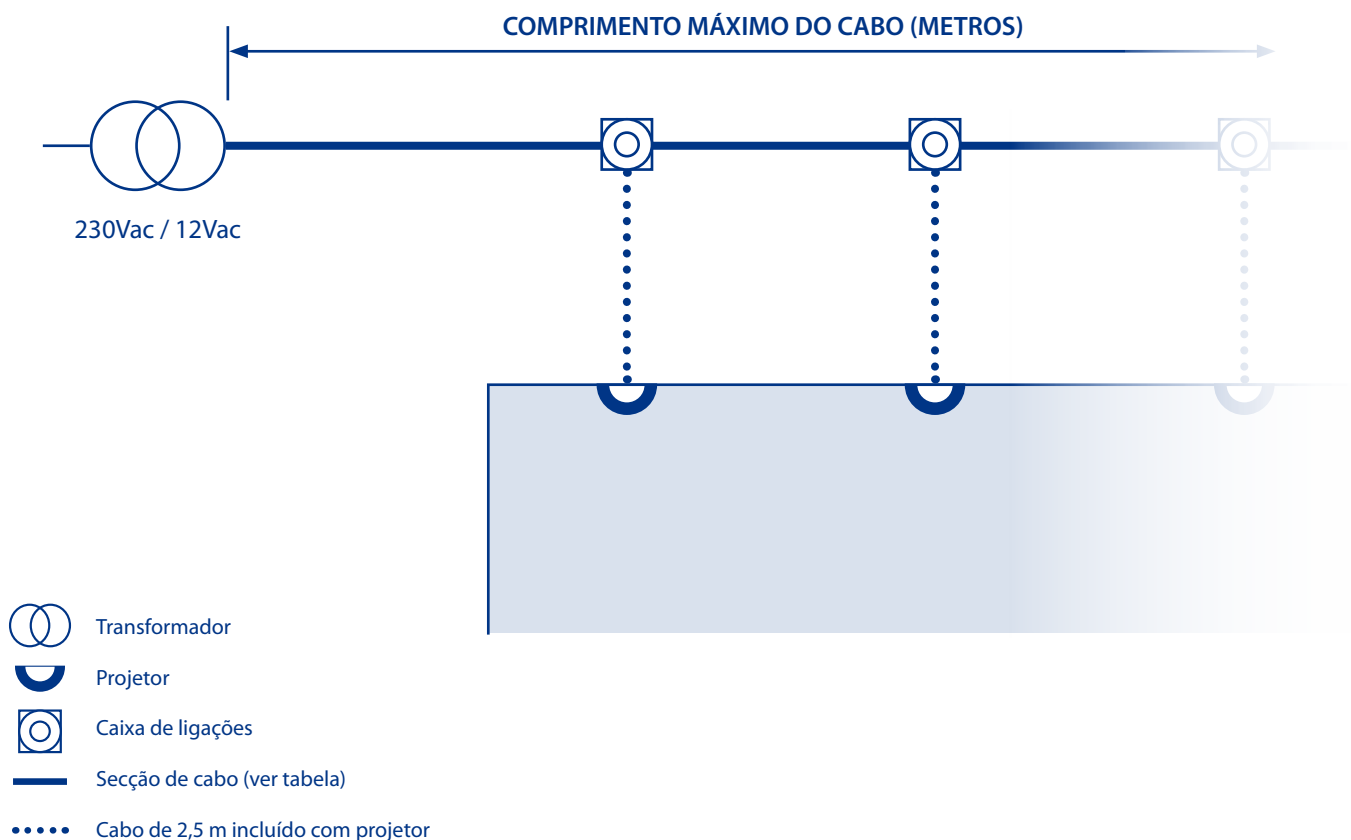 COMPRIMENTO MÁXIMO DO CABO (METROS)
230Vac / 12Vac
Transformador
Projetor
Caixa de ligações
Secção de cabo (ver tabela)
Cabo de 2,5 m incluído com projetor